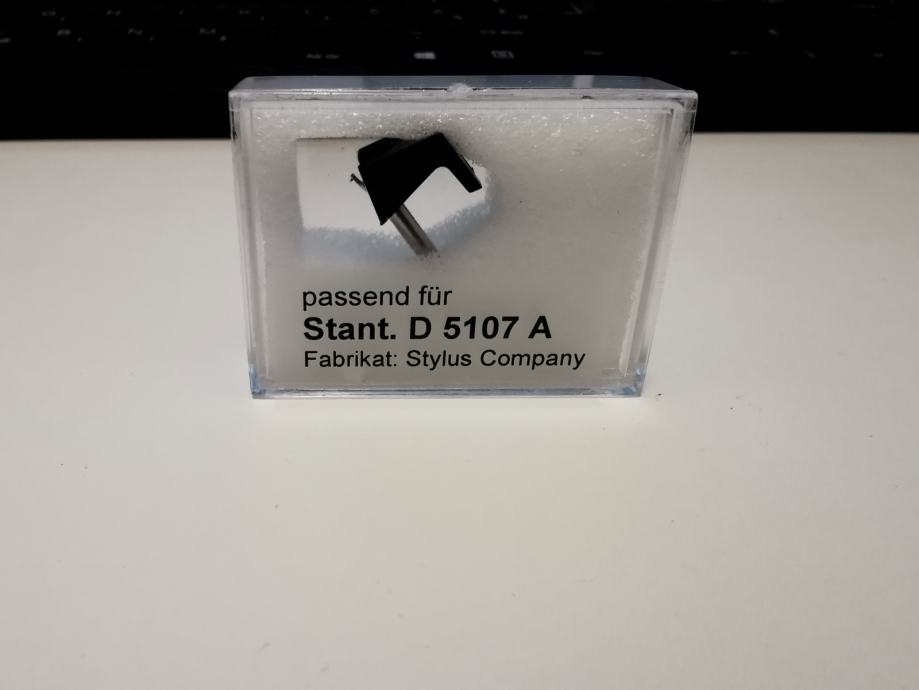 passend für
Stant. D 5107 A
Fabrikat: Stylus Company